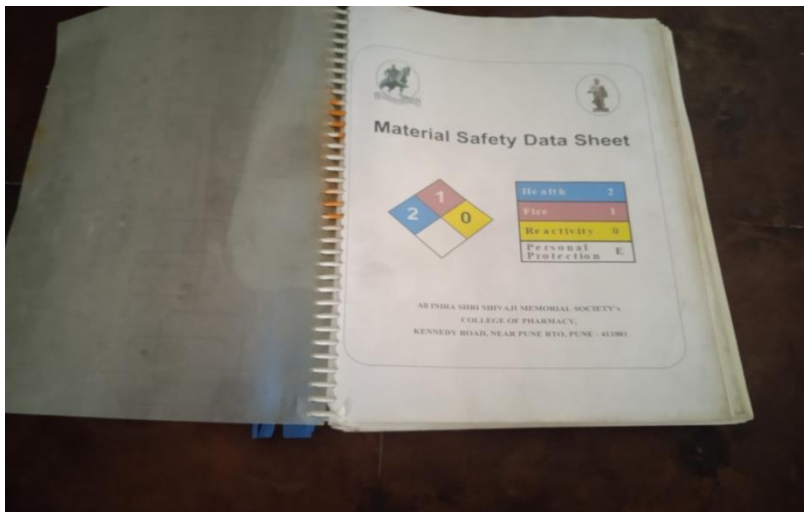 Material Safety Data Sheet
1
2
0
Health 2
Fire 1
Reactivity 0
Personal
Protection E
All INDIA SHRI SHIVAJI MEMORIAL SOCIETY's
COLLEGE OF PHARMACY,
KENNEDY ROAD, NEAR PUNE RTO, PUNE - 411001